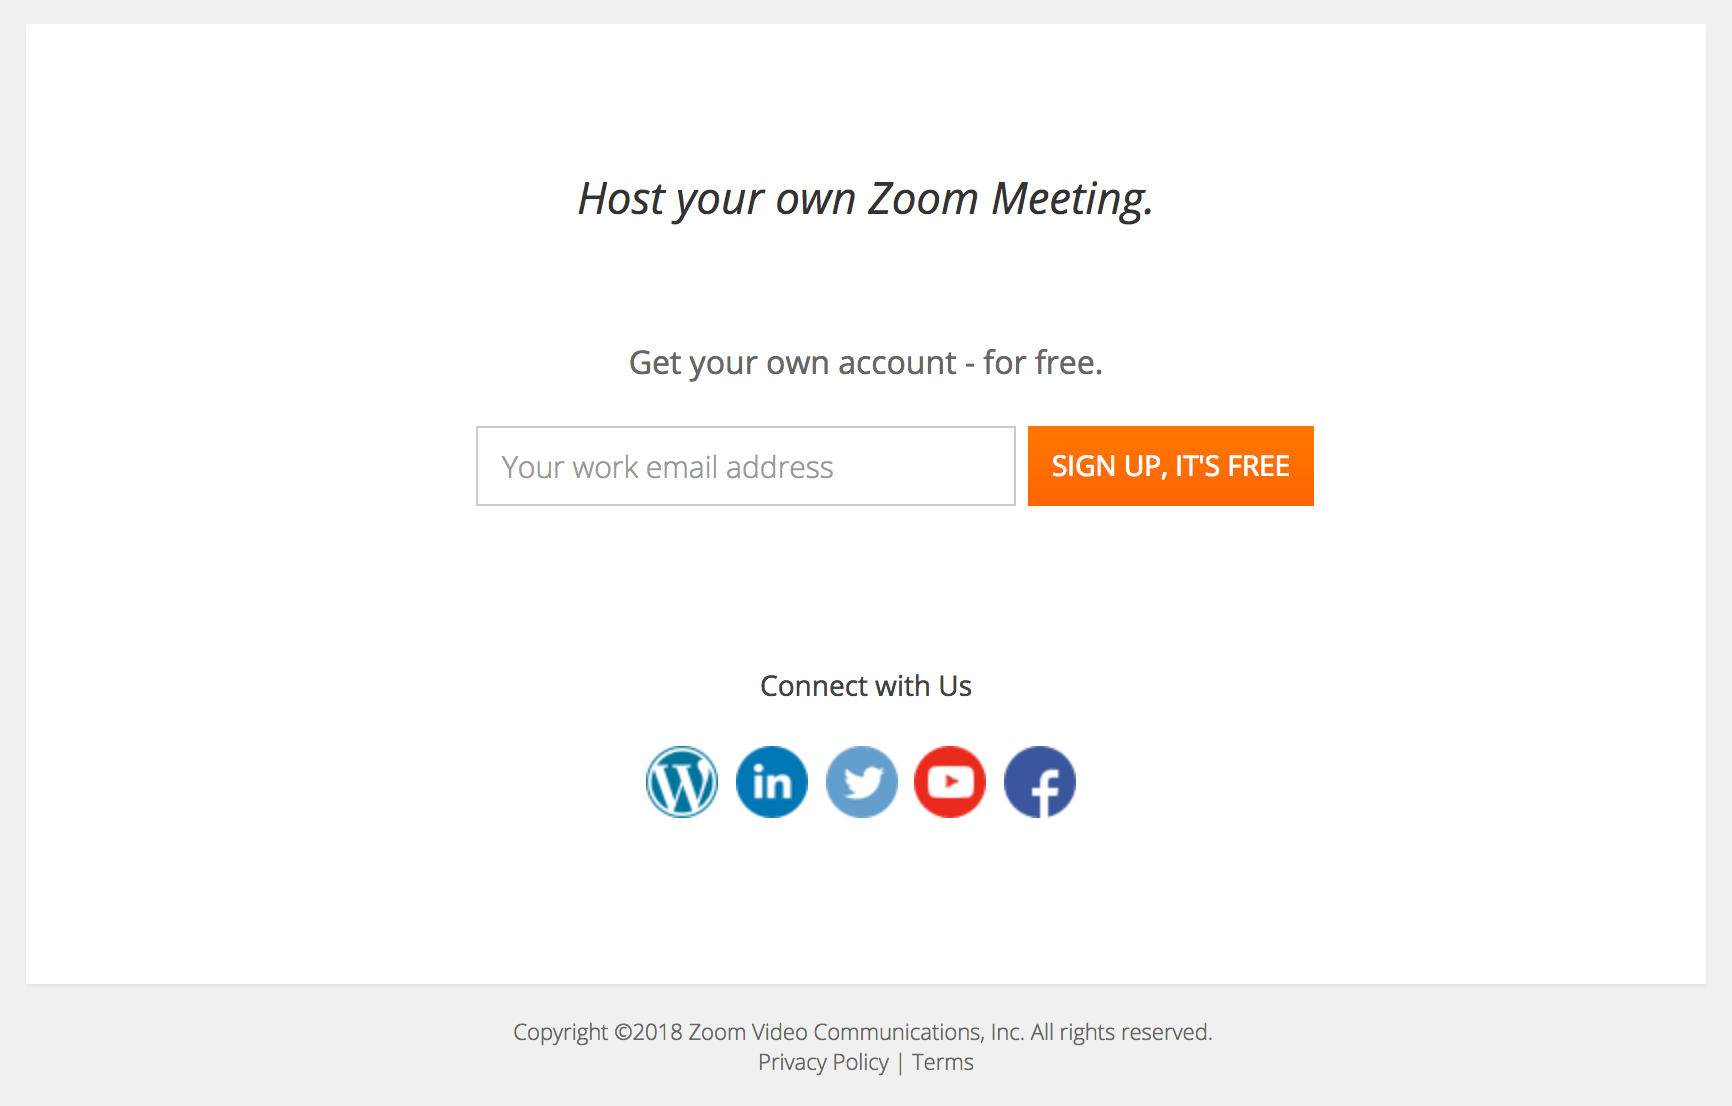 Host your own Zoom Meeting.
Get your own account - for free.
Your work email address
SIGN UP, IT'S FREE
Connect with Us
Copyright ©2018 Zoom Video Communications, Inc. All rights reserved.
Privacy Policy | Terms